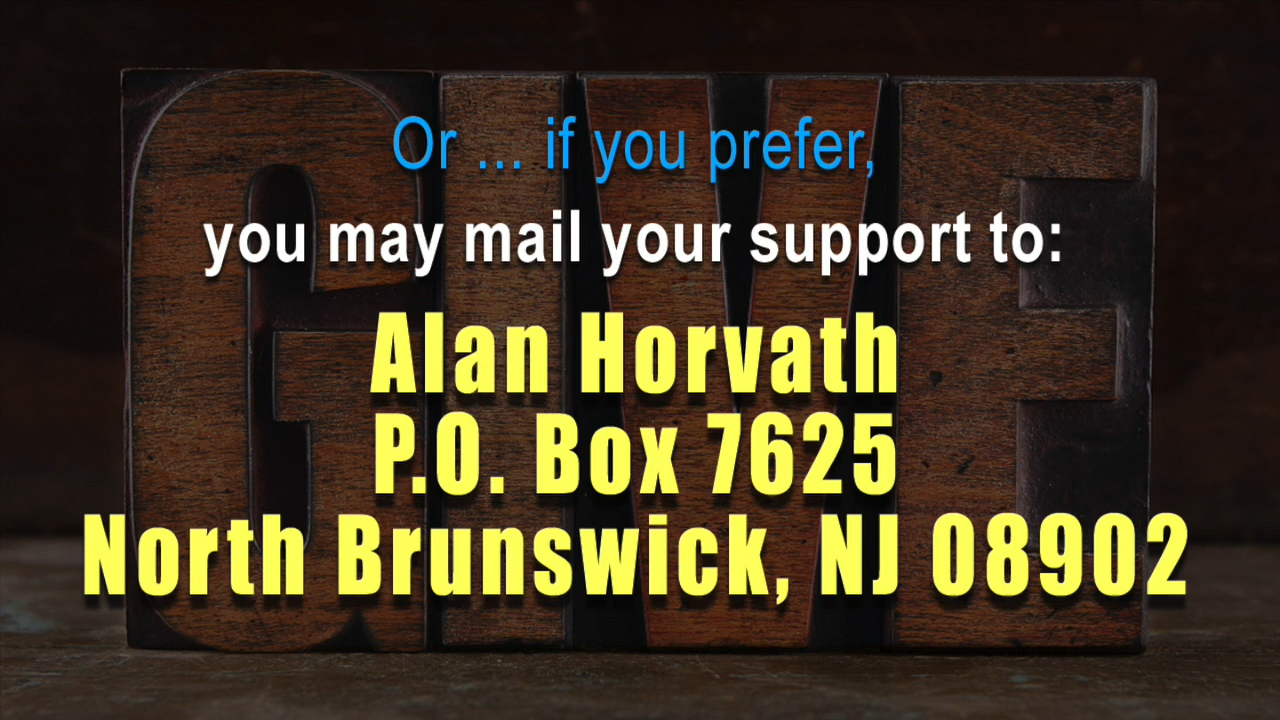 GIVE
Or ... if you prefer,
you may mail your support to:
Alan Horvath
P.O. Box 7625
North Brunswick, NJ 08902